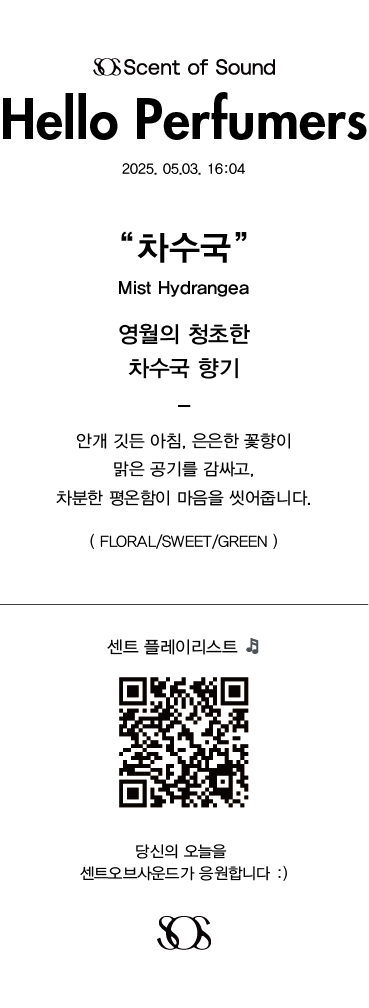 SOS Scent of Sound
Hello Perfumers
2025. 05.03. 16:04
“차수국”
Mist Hydrangea
영월의 청초한
차수국 향기
–
안개 깃든 아침, 은은한 꽃향이
맑은 공기를 감싸고,
차분한 평온함이 마음을 씻어줍니다.
( FLORAL/SWEET/GREEN )
센트 플레이리스트 🎵
당신의 오늘을
센트오브사운드가 응원합니다 :)
SOS